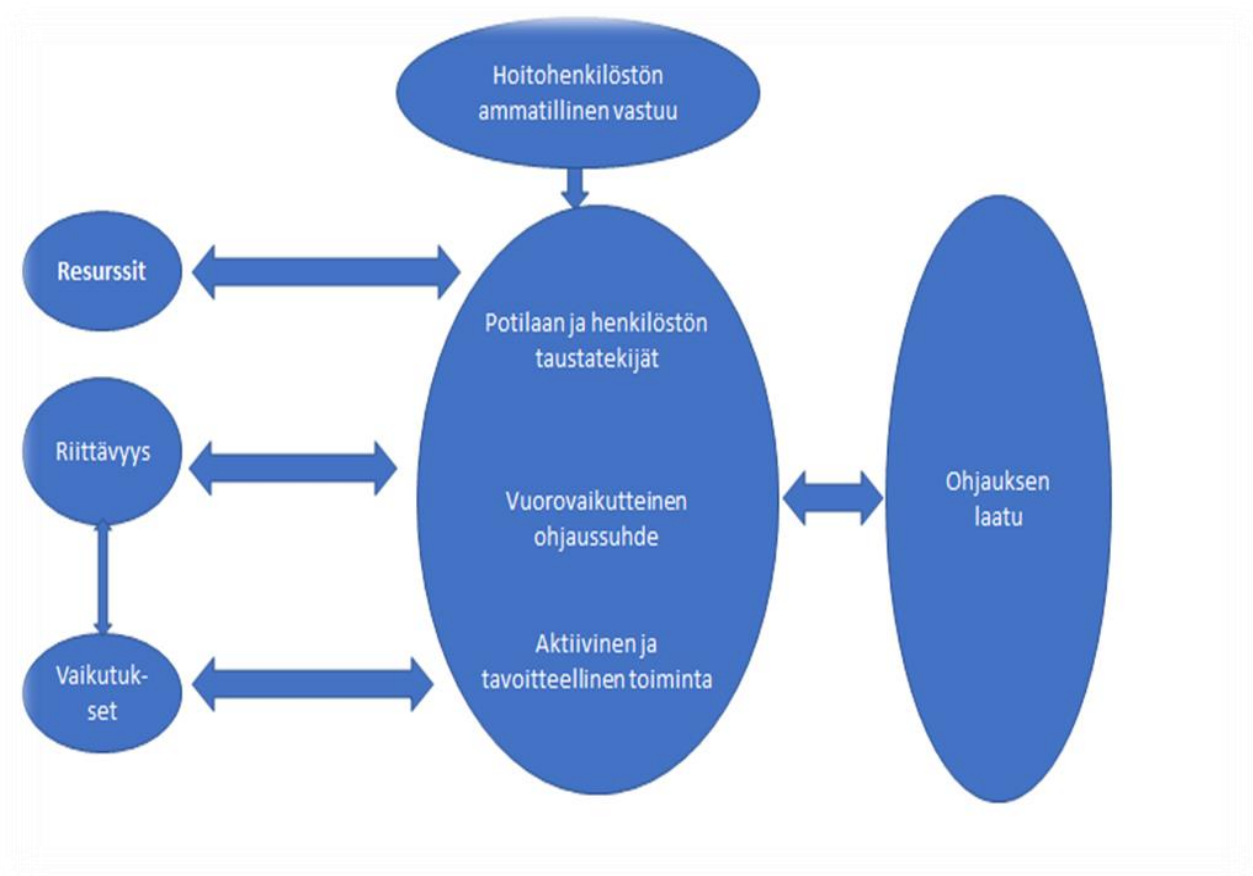 Hoitohenkilöstön
ammatillinen vastuu
Resurssit
Potilaan ja henkilöstön
taustatekijät
Riittävyys
Vuorovaikutteinen
ohjaussuhde
Ohjauksen
laatu
Aktiivinen ja
tavoitteellinen toiminta
Vaikutuk-
set